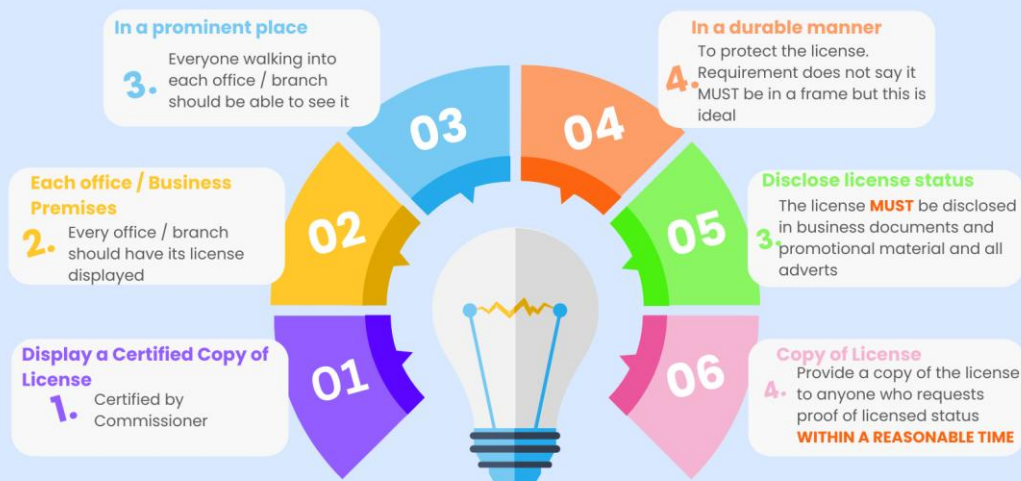 Display a Certified Copy of
License
1.
Certified by
Commissioner
01
Each office / Business
Premises
2.
Every office / branch
should have its license
displayed
02
In a prominent place
3.
Everyone walking into
each office / branch
should be able to see it
03
In a durable manner
4.
To protect the license.
Requirement does not say it
MUST be in a frame but this is
ideal
04
Disclose license status
3.
The license MUST be disclosed
in business documents and
promotional material and all
adverts
05
Copy of License
4.
Provide a copy of the license
to anyone who requests
proof of licensed status
WITHIN A REASONABLE TIME
06